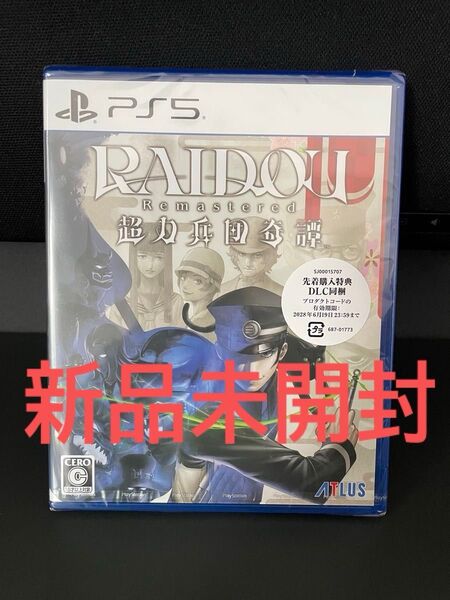 PS5
RAIDOU
Remastered
超力兵団奇譚
SJ00015707
先着購入特典
DLC同梱
プロダクトコードの
有効期限:
2028年6月19日23:59まで
687-01773
新品未開封
CERO
C
ATLUS